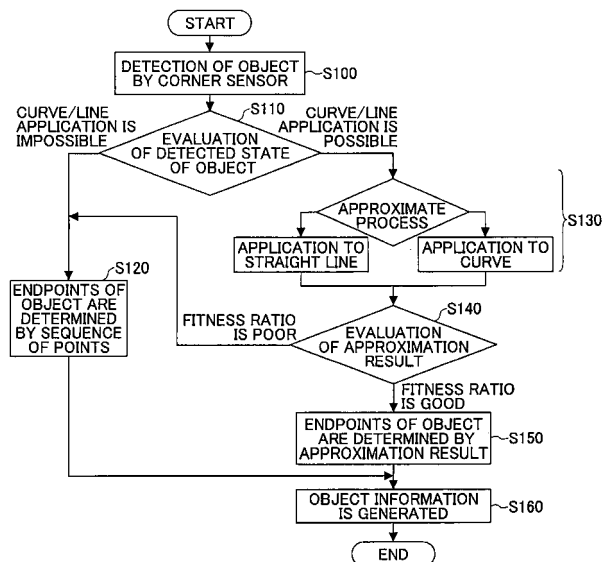 START
DETECTION OF OBJECT
BY CORNER SENSOR
S100
S110
CURVE/LINE
APPLICATION IS
IMPOSSIBLE
CURVE/LINE
APPLICATION IS
POSSIBLE
EVALUATION
OF DETECTED STATE
OF OBJECT
APPROXIMATE
PROCESS
S130
APPLICATION TO
STRAIGHT LINE
APPLICATION TO
CURVE
S120
ENDPOINTS OF
OBJECT ARE
DETERMINED
BY SEQUENCE
OF POINTS
S140
FITNESS RATIO
IS POOR
EVALUATION
OF APPROXIMATION
RESULT
FITNESS RATIO
IS GOOD
ENDPOINTS OF OBJECT
ARE DETERMINED BY
APPROXIMATION RESULT
S150
OBJECT INFORMATION
IS GENERATED
S160
END